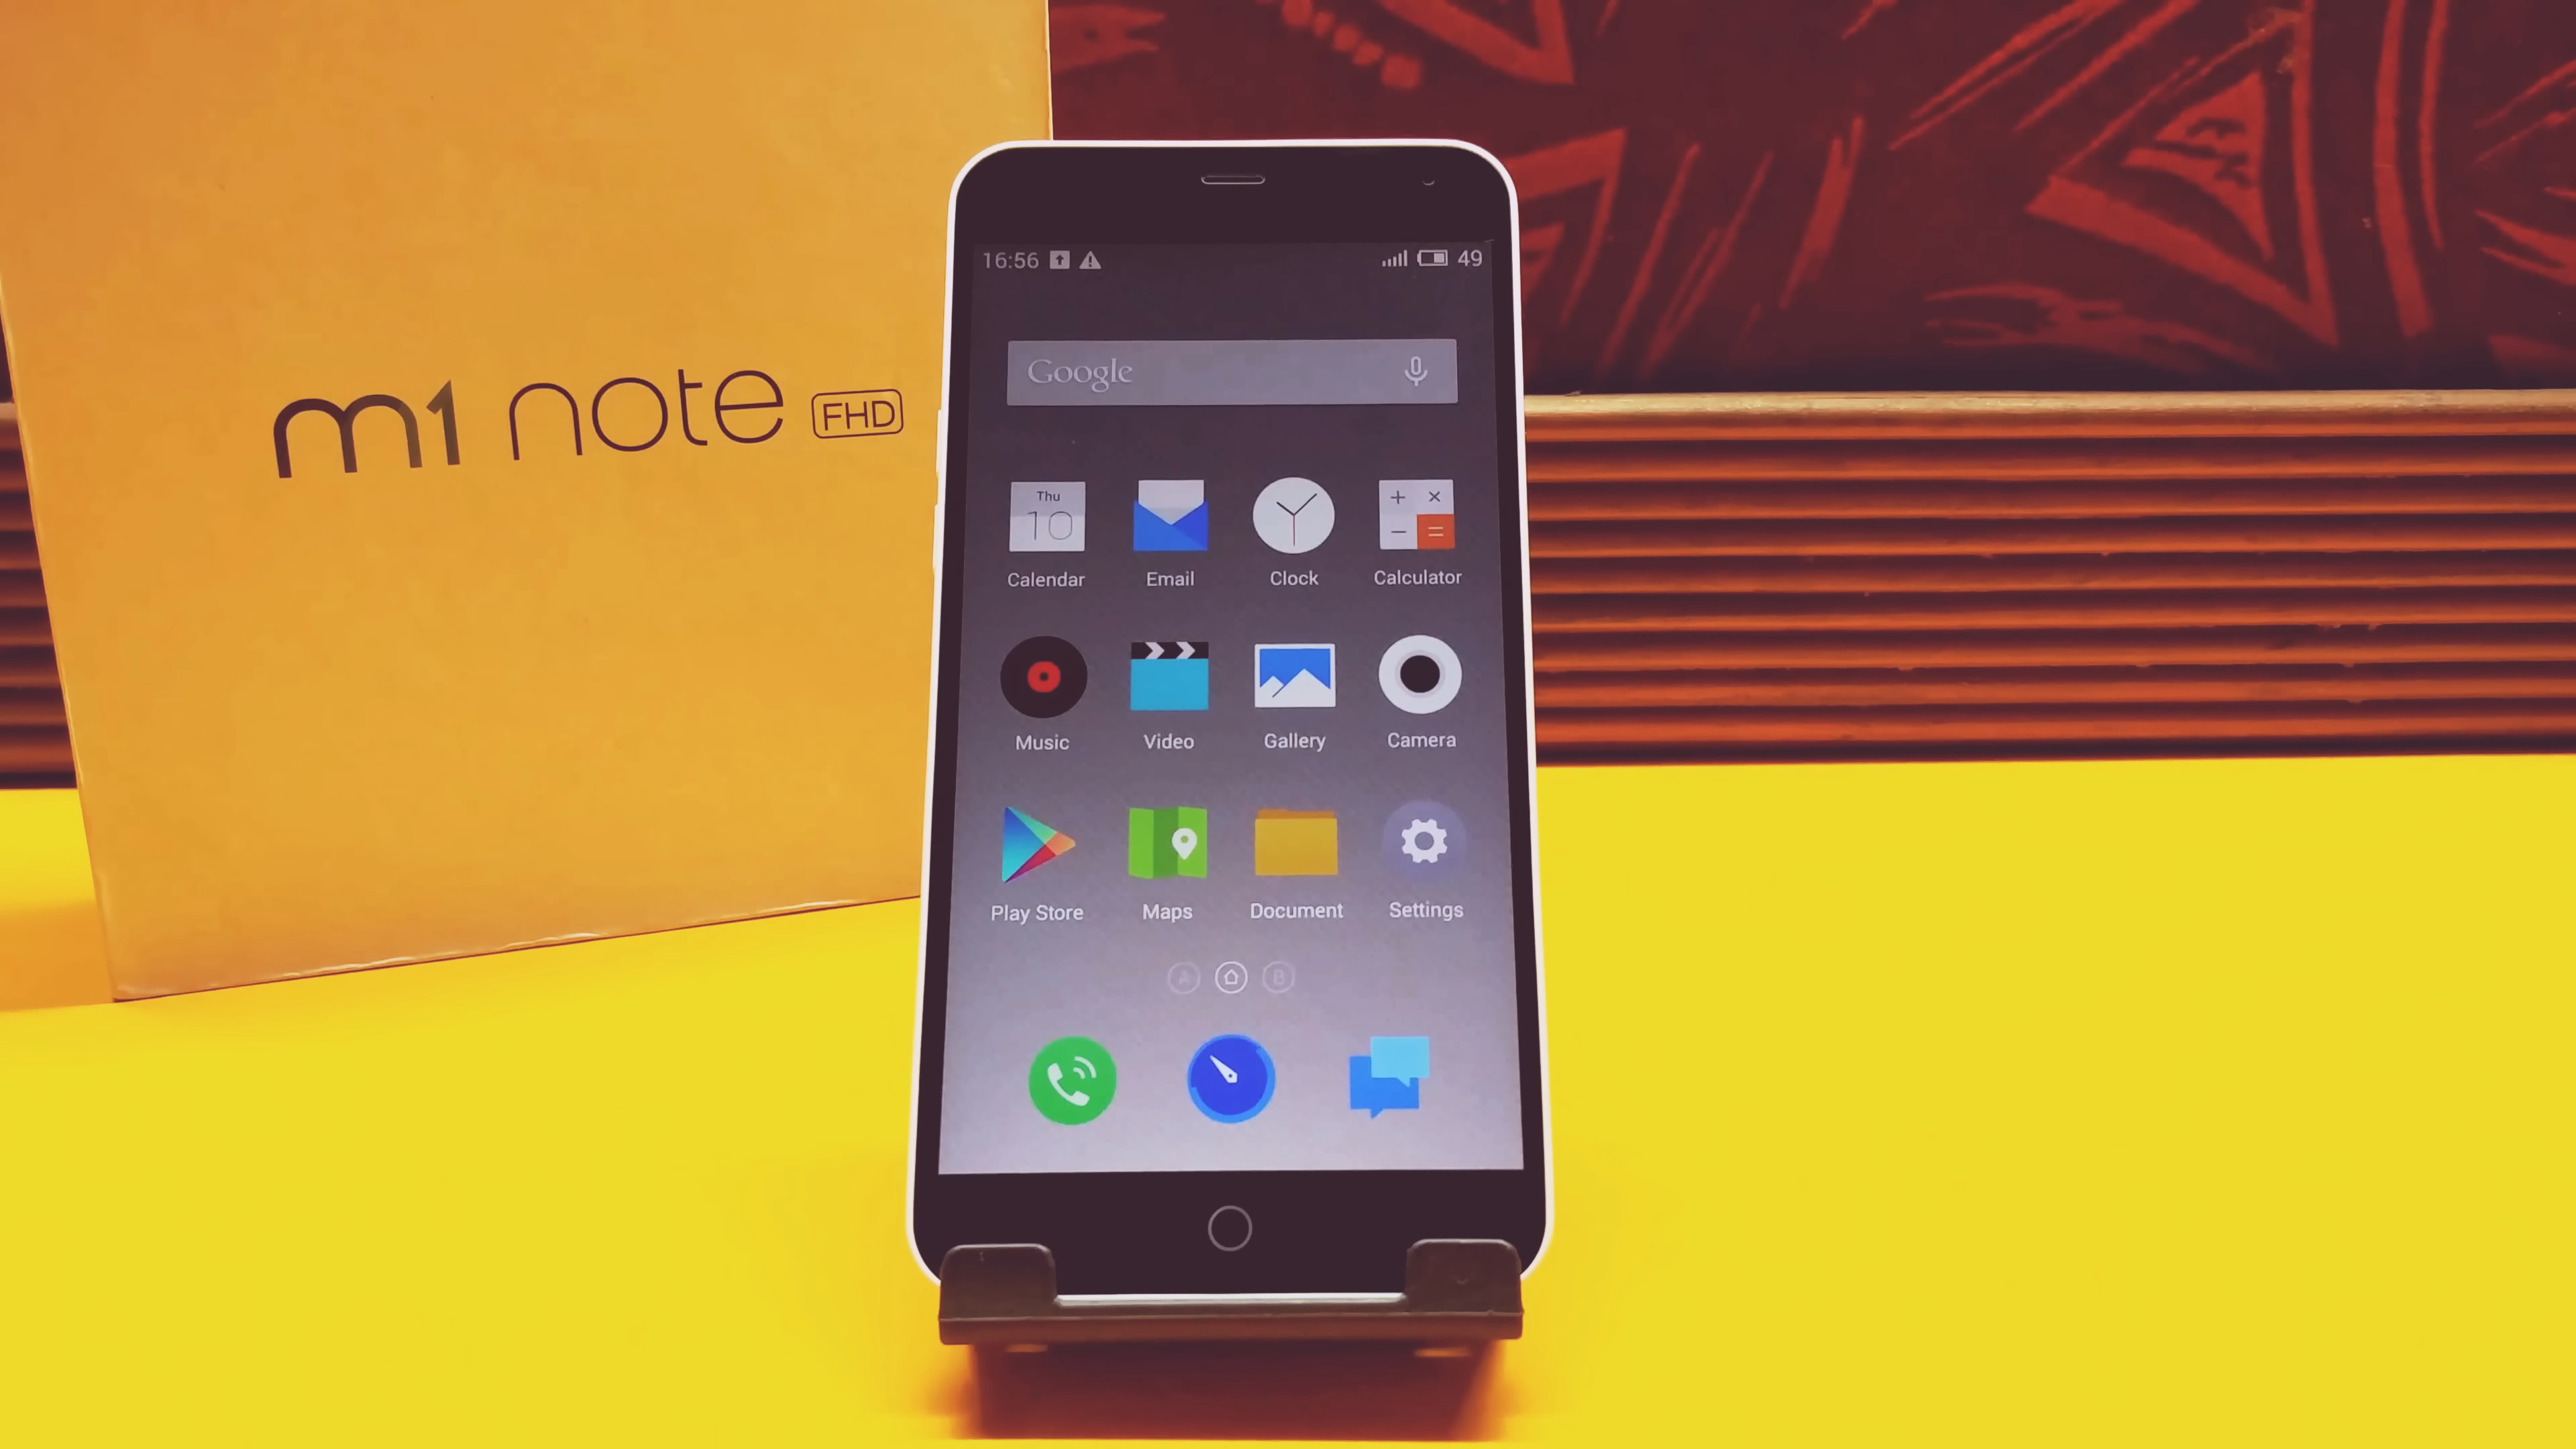 m1 note FHD
16:56 49
Google
Thu
10
+ ×
− =
Calendar Email Clock Calculator
Music Video Gallery Camera
Play Store Maps Document Settings
A B